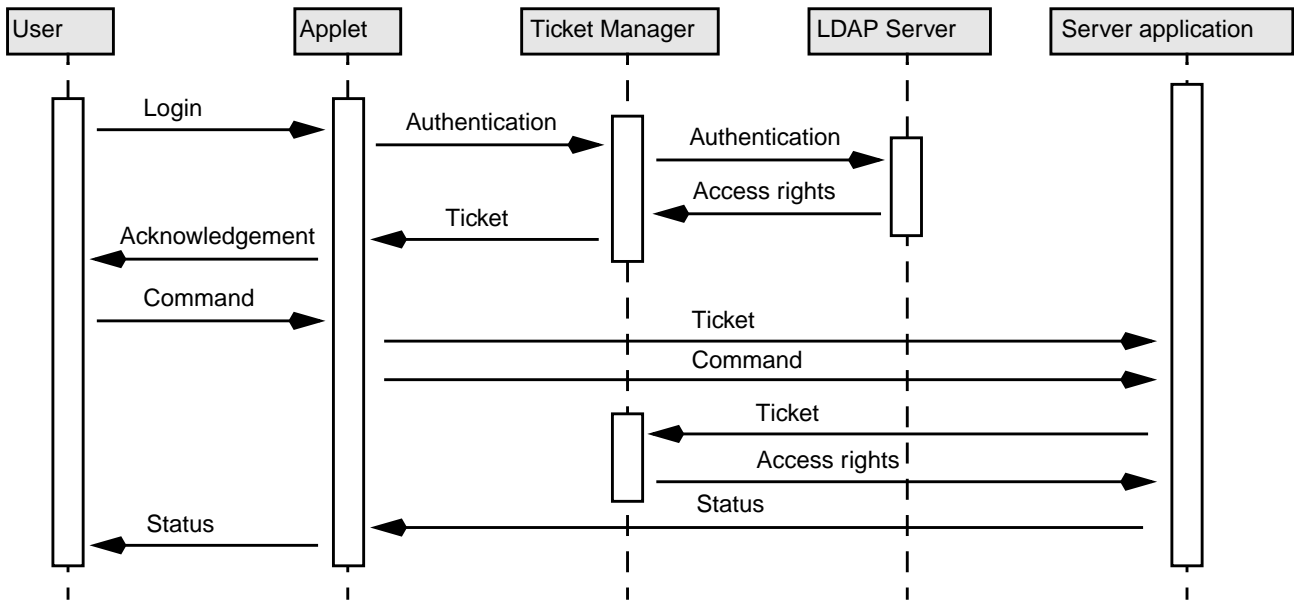 User
Applet
Ticket Manager
LDAP Server
Server application
Login
Authentication
Authentication
Access rights
Ticket
Acknowledgement
Command
Ticket
Command
Ticket
Access rights
Status
Status